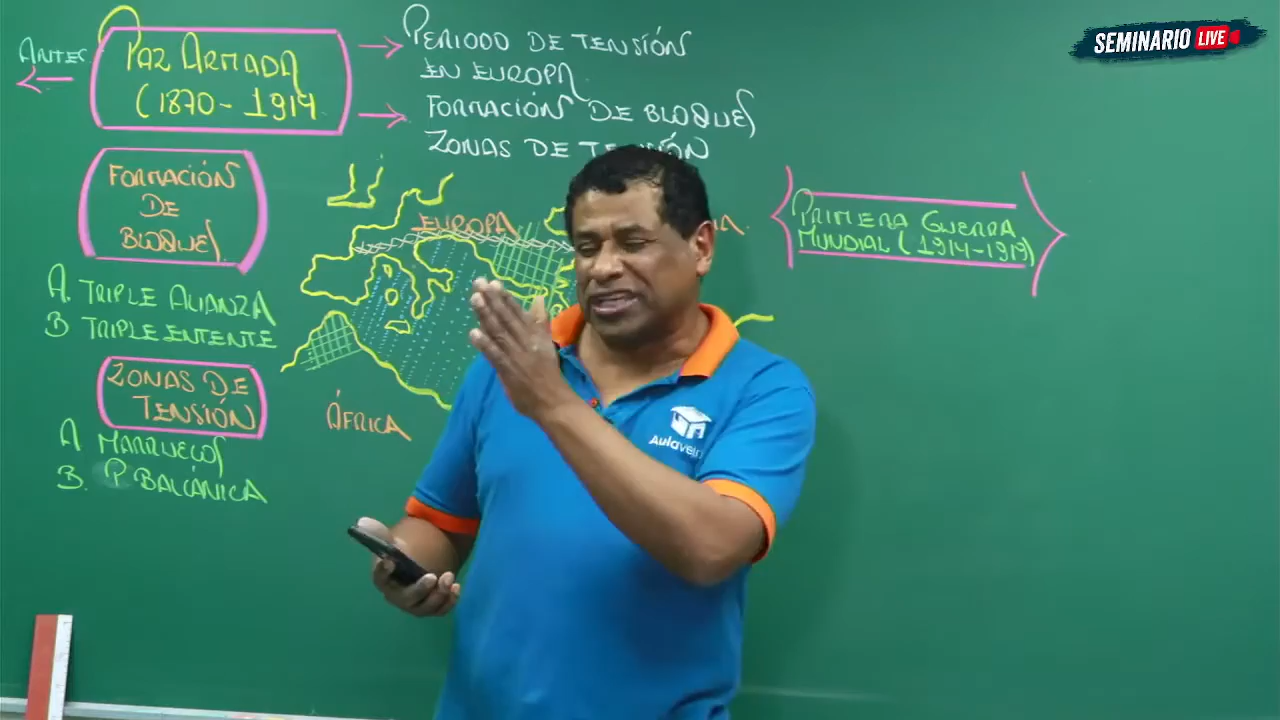 ANTES
PAZ ARMADA
(1870-1914
PERIODO DE TENSIÓN
EN EUROPA
FORMACIÓN DE BLOQUES
ZONAS DE TENSIÓN
FORMACIÓN
DE
BLOQUES
A. TRIPLE ALIANZA
B TRIPLE ENTENTE
ZONAS DE
TENSIÓN
A MARRUECOS
B. P BALCÁNICA
EUROPA
ÁFRICA
PRIMERA GUERRA
MUNDIAL (1914-1919)
SEMINARIO LIVE